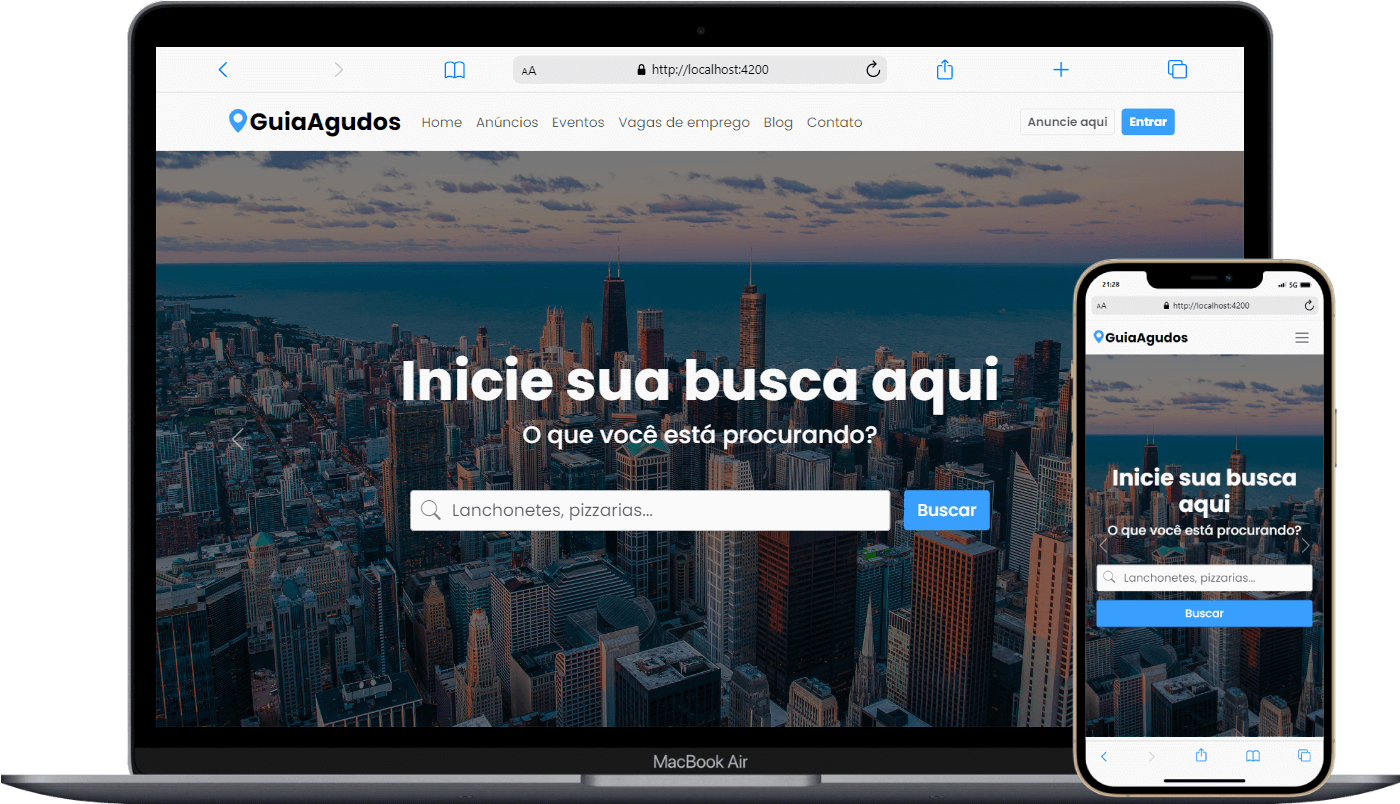 AA http://localhost:4200
GuiaAgudos Home Anúncios Eventos Vagas de emprego Blog Contato Anuncie aqui Entrar
Inicie sua busca aqui
O que você está procurando?
Lanchonetes, pizzarias... Buscar
MacBook Air
21:28 5G
AA http://localhost:4200
GuiaAgudos
Inicie sua busca
aqui
O que você está procurando?
Lanchonetes, pizzarias...
Buscar